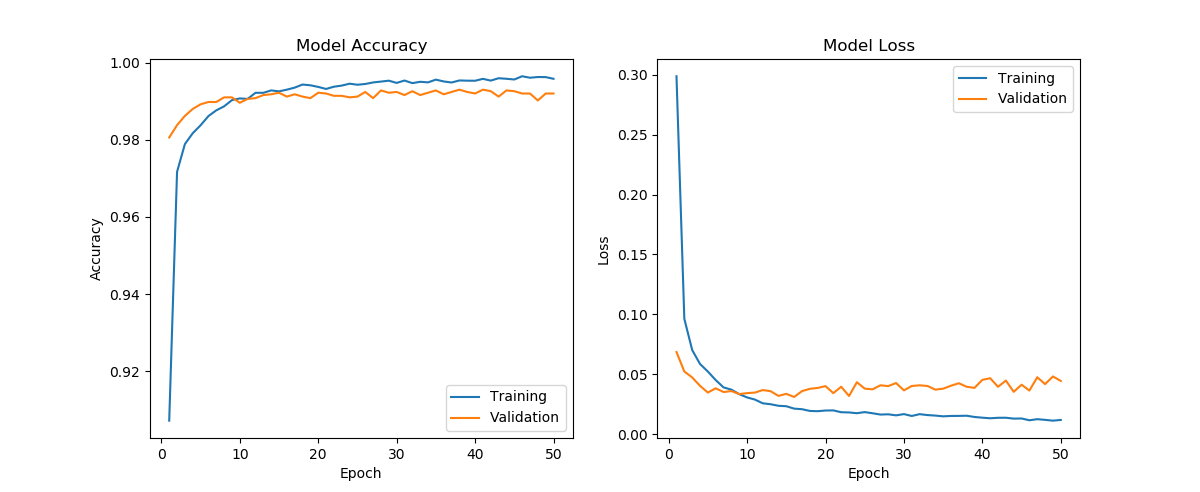 Model Accuracy
1.00
0.98
0.96
0.94
0.92
Accuracy
0 10 20 30 40 50
Epoch
Training
Validation
Model Loss
0.30
0.25
0.20
0.15
0.10
0.05
0.00
Loss
0 10 20 30 40 50
Epoch
Training
Validation